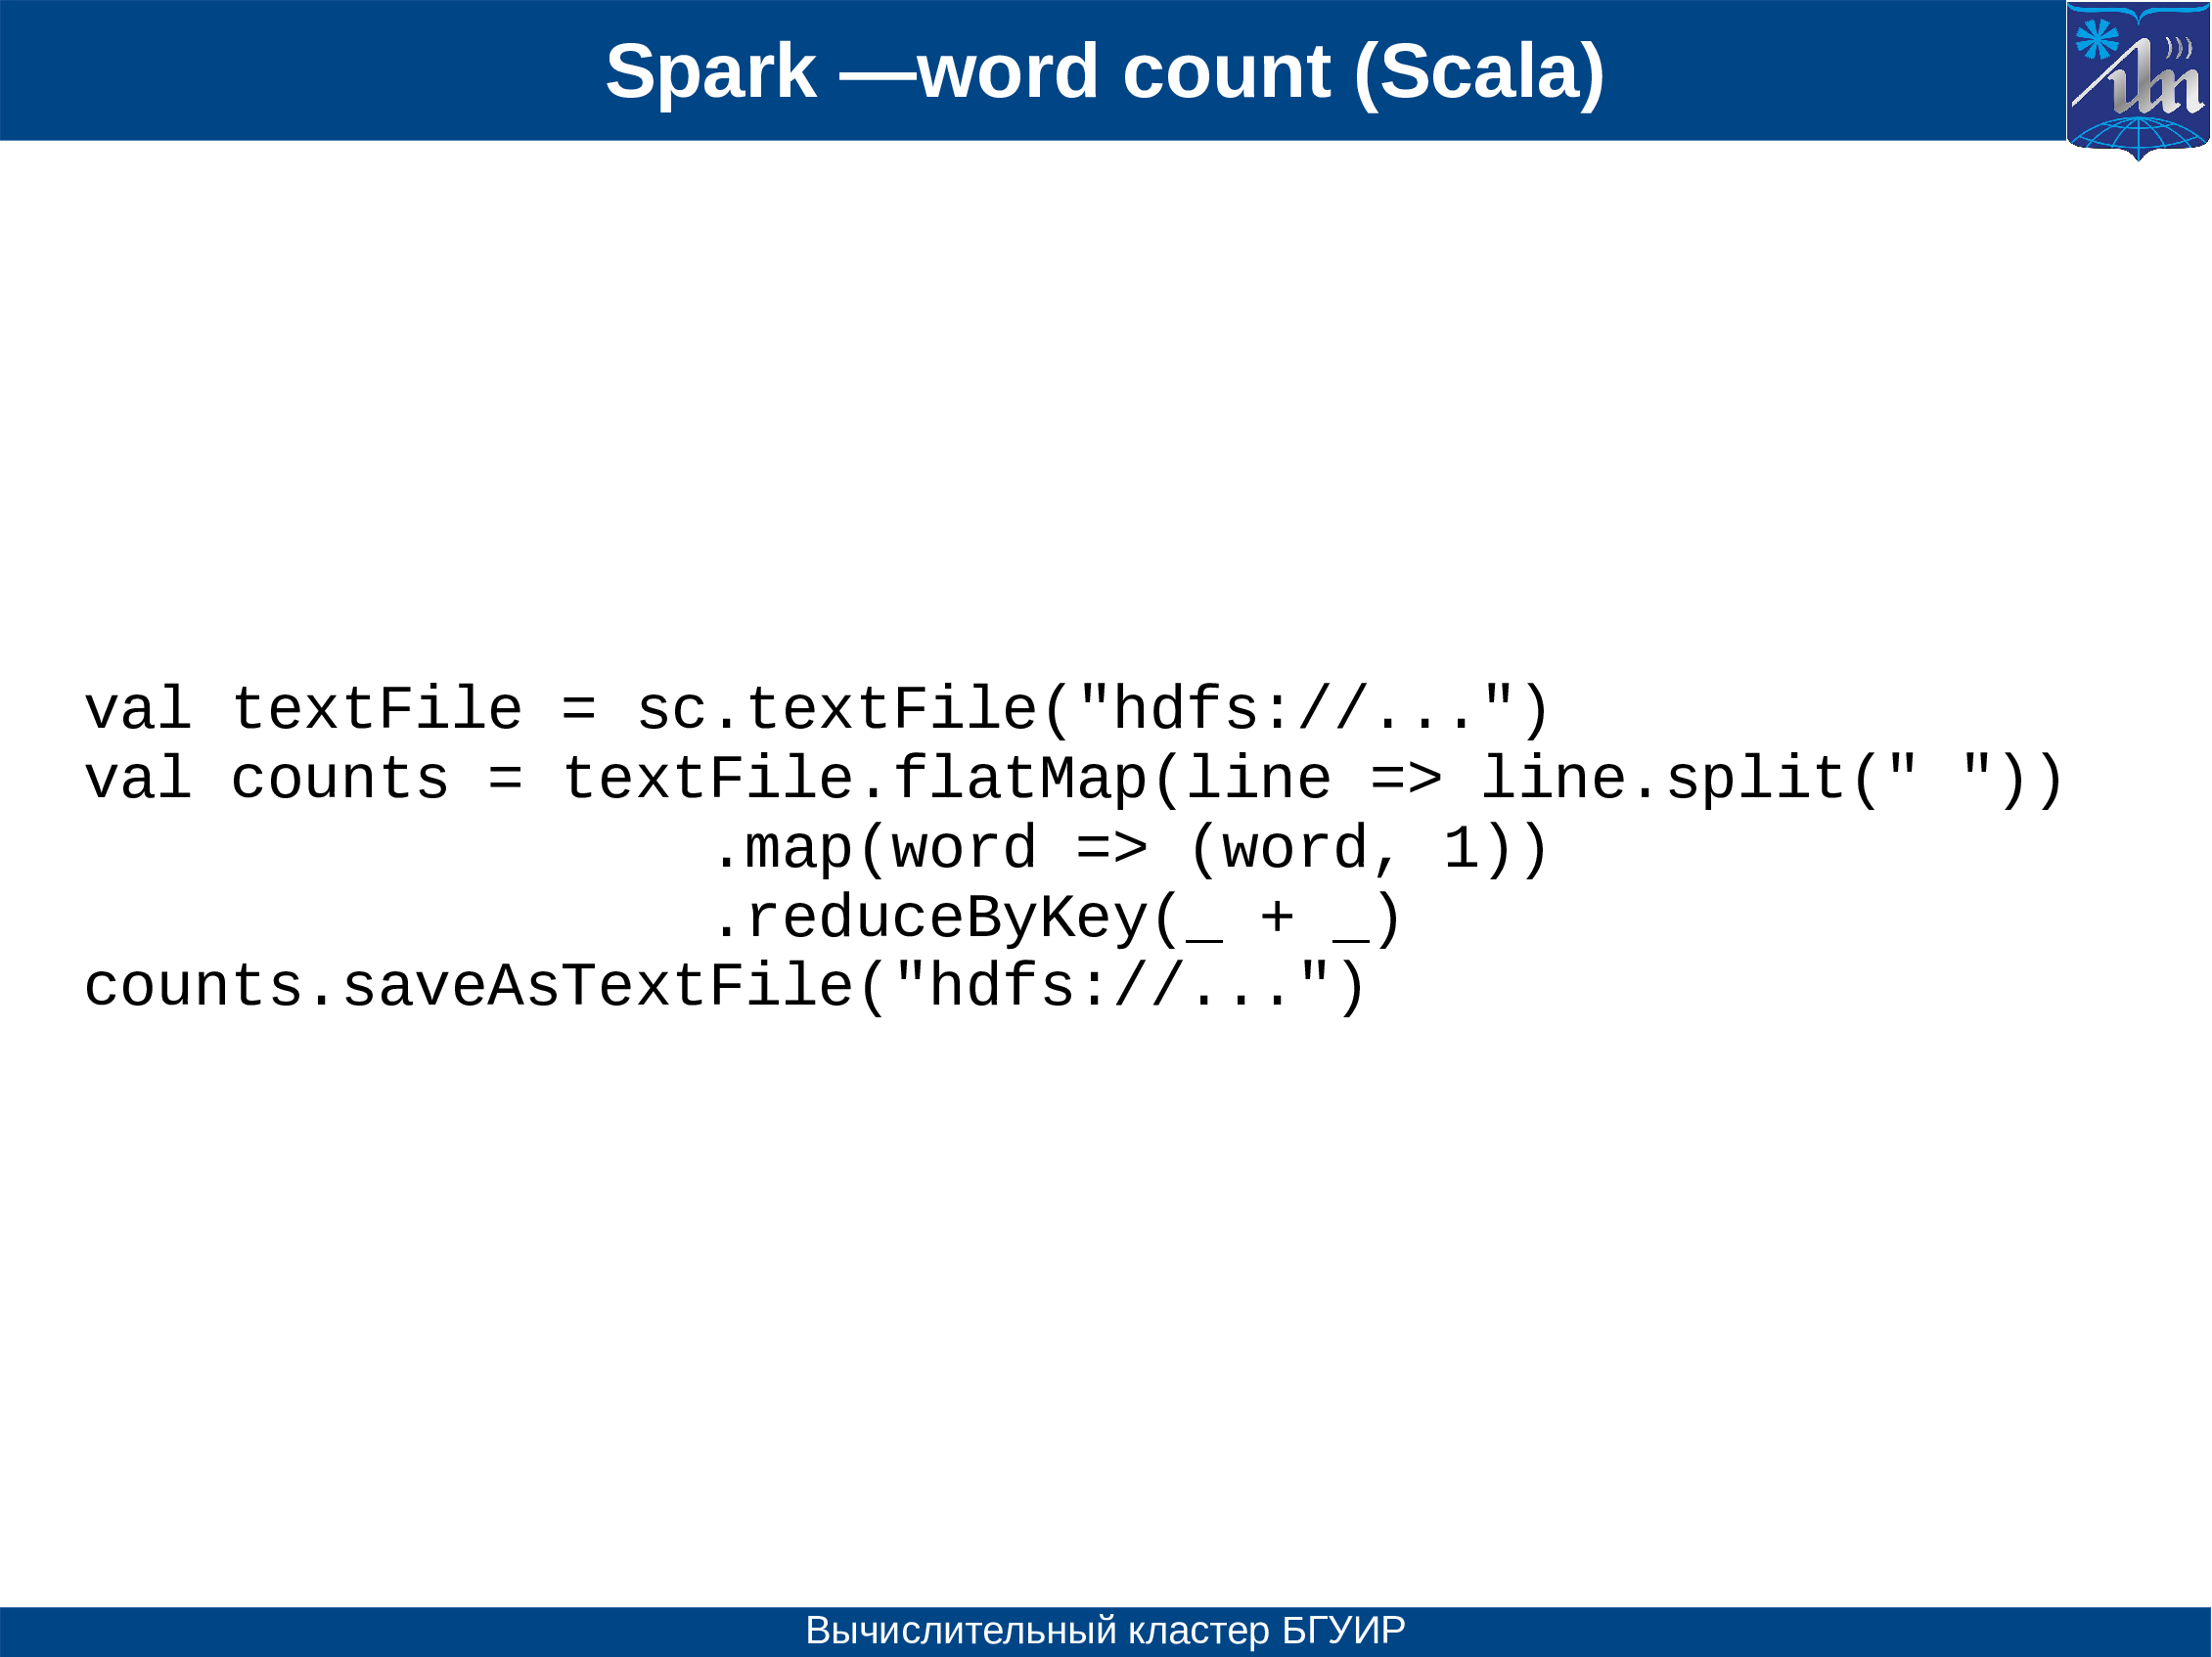 Spark —word count (Scala)
val textFile = sc.textFile("hdfs://...")
val counts = textFile.flatMap(line => line.split(" "))
                 .map(word => (word, 1))
                 .reduceByKey(_ + _)
counts.saveAsTextFile("hdfs://...")
Вычислительный кластер БГУИР